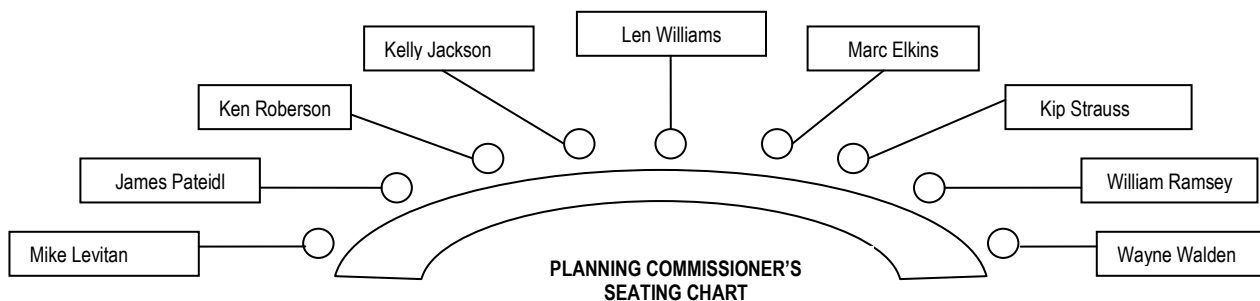 Len Williams
Kelly Jackson
Marc Elkins
Ken Roberson
Kip Strauss
James Pateidl
William Ramsey
Mike Levitan
Wayne Walden
PLANNING COMMISSIONER'S
SEATING CHART